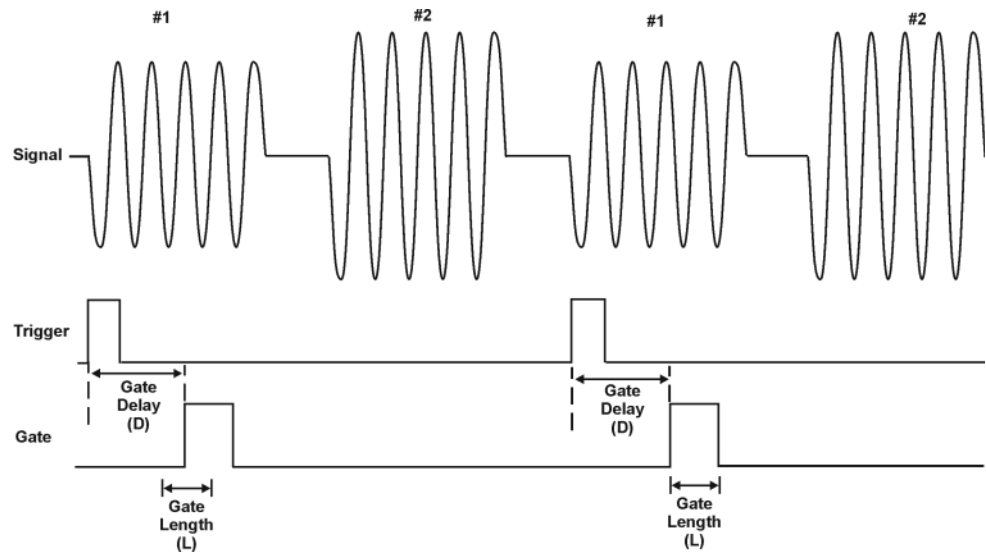 #1 #2 #1 #2
Signal
Trigger
Gate
Delay
(D)
Gate
Delay
(D)
Gate
Gate
Length
(L)
Gate
Length
(L)